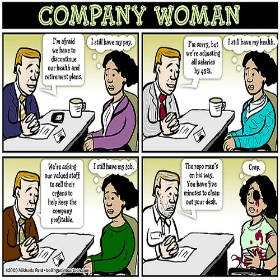 COMPANY WOMAN
I'm afraid
we have to
discontinue
our health and
retirement plans.
I still have my pay.
I'm sorry, but
we're adjusting
all salaries
by 40%.
I still have my health.
We're asking
our valued staff
to sell their
organs to
help keep the
company
profitable.
I still have my job.
The repo man's
on his way.
You have five
minutes to clean
out your desk.
Crap.